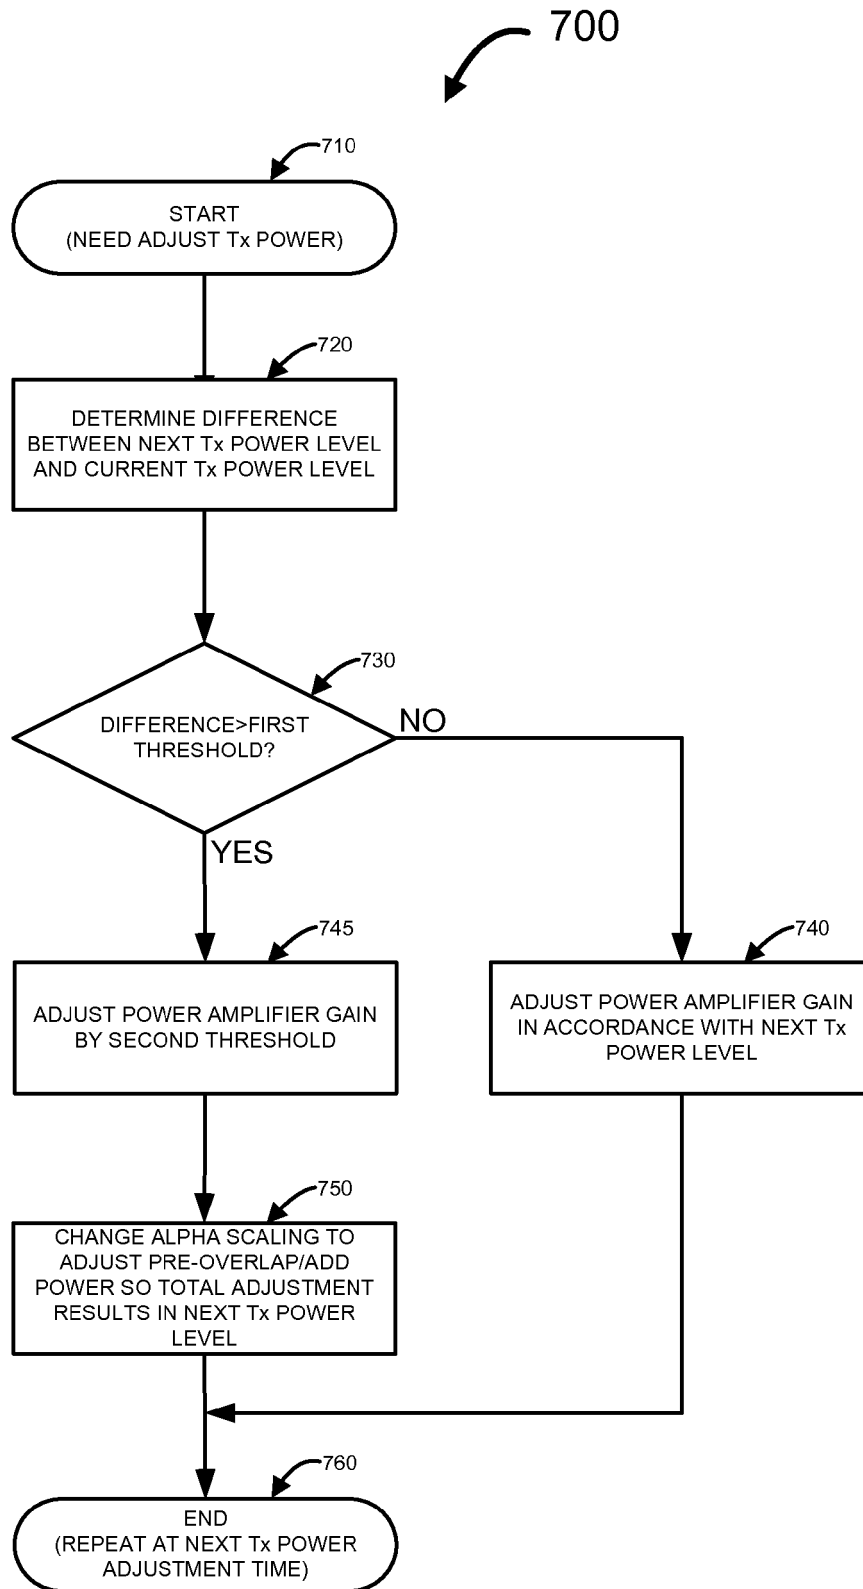 700
710
START
(NEED ADJUST Tx POWER)
720
DETERMINE DIFFERENCE
BETWEEN NEXT Tx POWER LEVEL
AND CURRENT Tx POWER LEVEL
730
DIFFERENCE>FIRST
THRESHOLD?
NO
YES
745
ADJUST POWER AMPLIFIER GAIN
BY SECOND THRESHOLD
740
ADJUST POWER AMPLIFIER GAIN
IN ACCORDANCE WITH NEXT Tx
POWER LEVEL
750
CHANGE ALPHA SCALING TO
ADJUST PRE-OVERLAP/ADD
POWER SO TOTAL ADJUSTMENT
RESULTS IN NEXT Tx POWER
LEVEL
760
END
(REPEAT AT NEXT Tx POWER
ADJUSTMENT TIME)